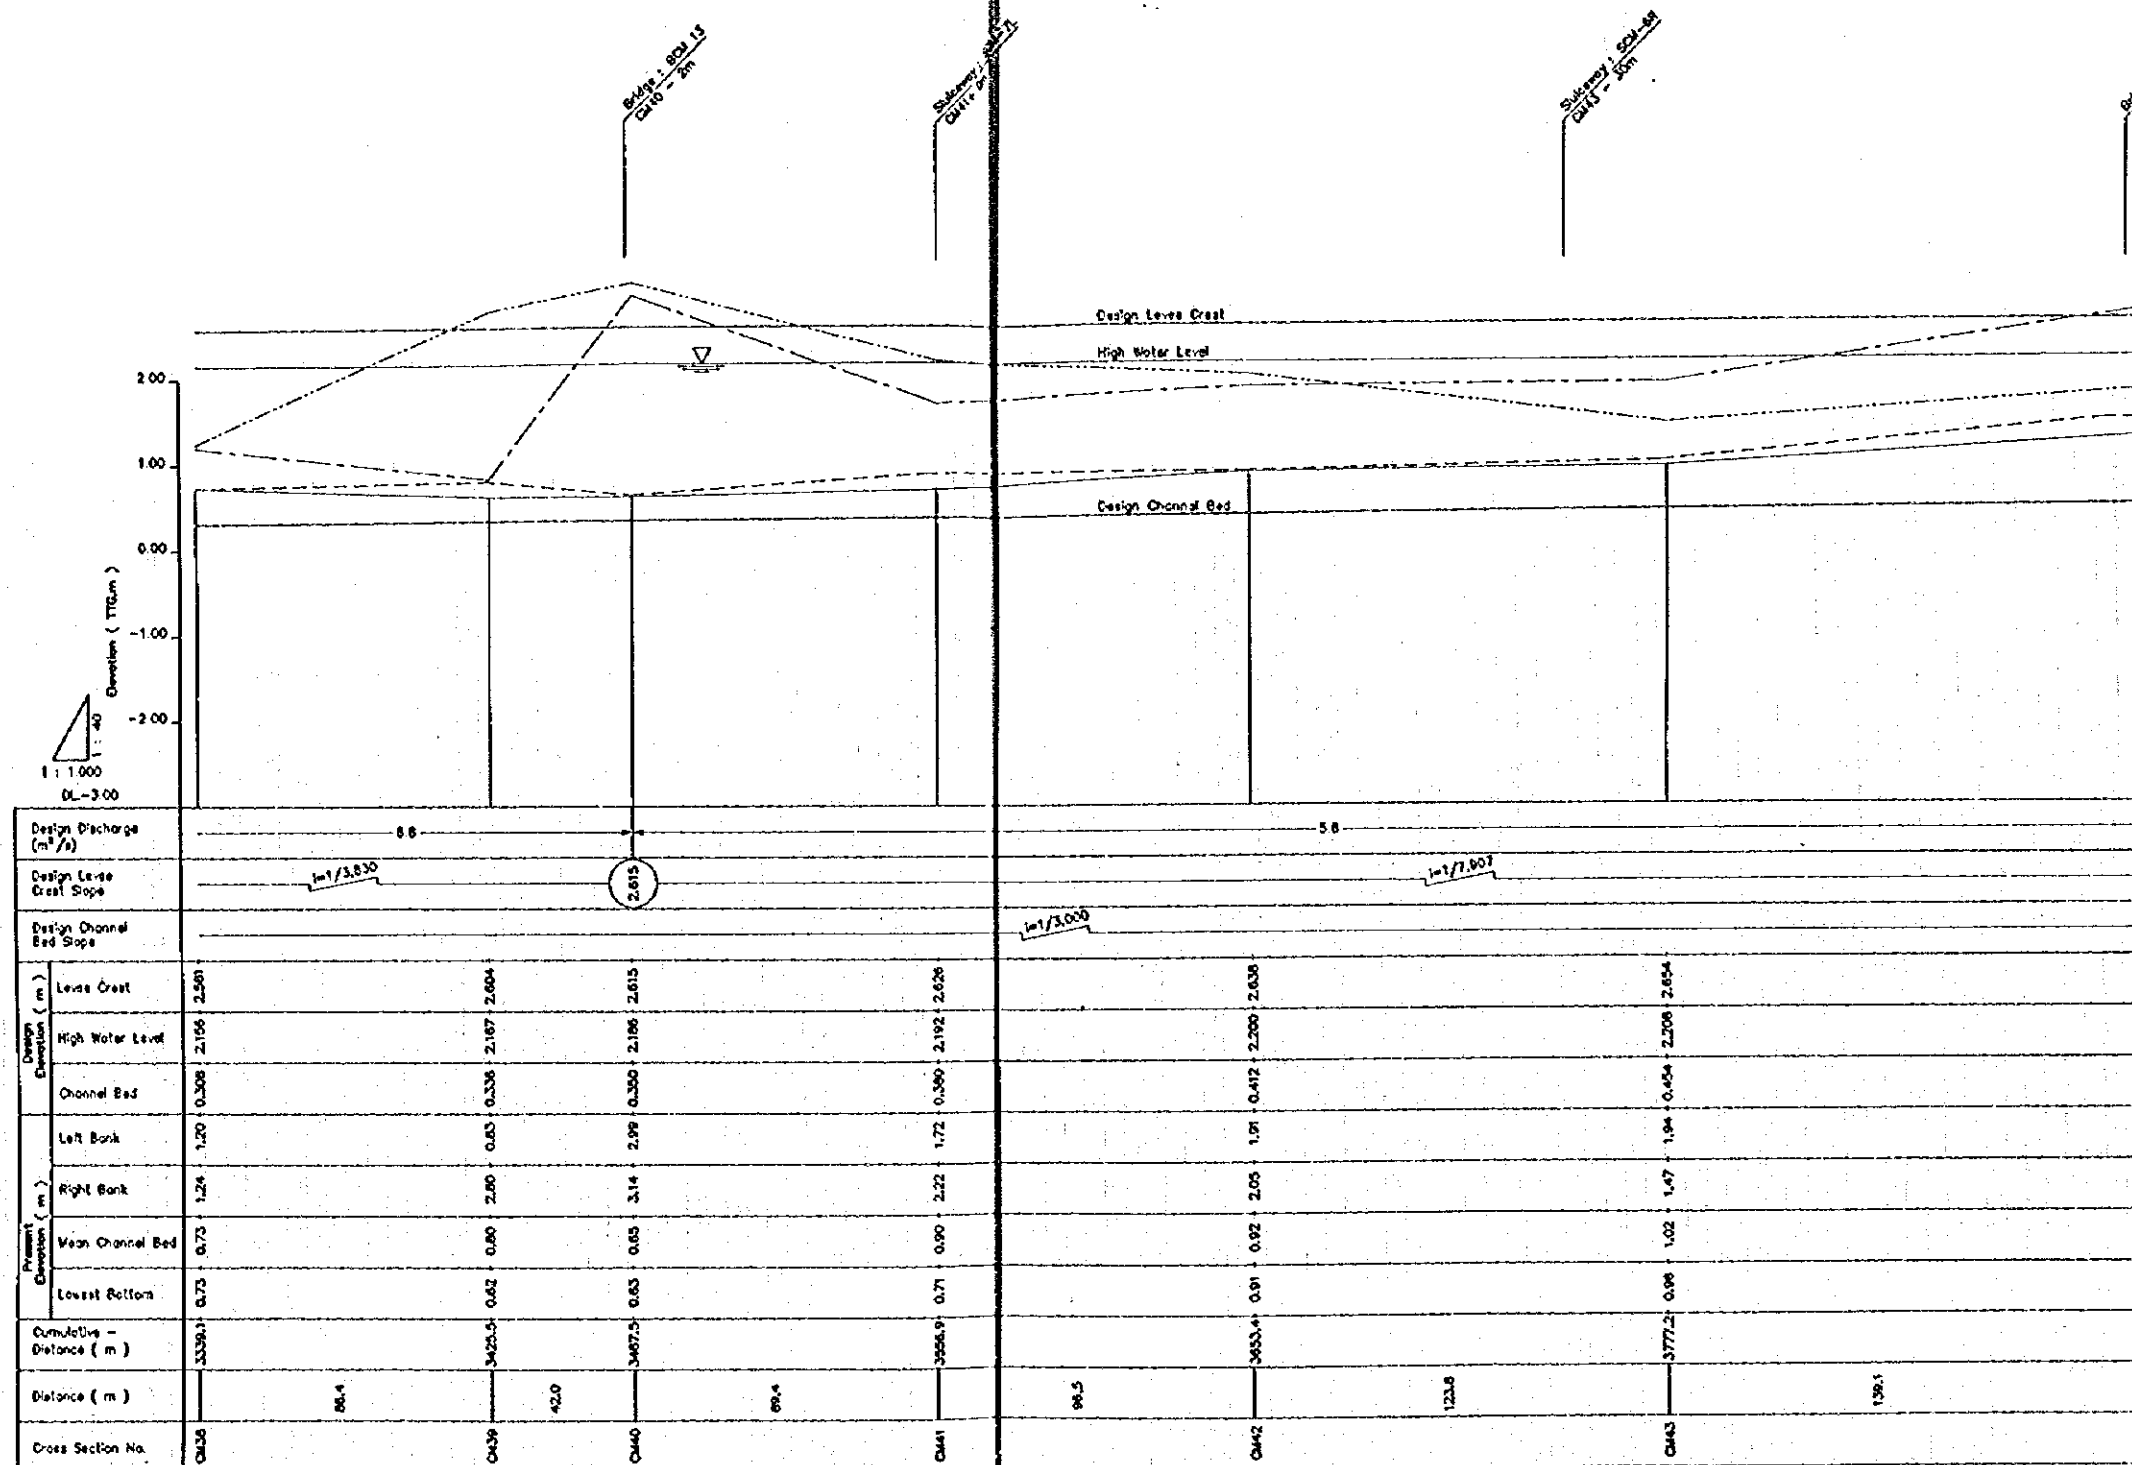 Bridge : BCM 13
CM40 - 2m
Sluiceway :
CM41+
Sluiceway : SCM-6R
CM43 - 30m
Design Levee Crest
High Water Level
Design Channel Bed
2.00
1.00
0.00
-1.00
-2.00
Elevation ( TTG.m )
1 : 40
1 : 1.000
DL-3.00
Design Discharge
(m³/s)
8.8
5.8
Design Levee
Crest Slope
i=1/3,830
2.615
i=1/7,907
Design Channel
Bed Slope
i=1/3,000
Design
Elevation ( m )
Levee Crest
2.581 2.604 2.615 2.626 2.638 2.654
High Water Level
2.156 2.167 2.186 2.192 2.200 2.208
Channel Bed
0.308 0.336 0.350 0.380 0.412 0.454
Present
Elevation ( m )
Left Bank
1.20 0.83 2.99 1.72 1.91 1.94
Right Bank
1.24 2.80 3.14 2.22 2.05 1.47
Mean Channel Bed
0.73 0.80 0.65 0.90 0.92 1.02
Lowest Bottom
0.73 0.62 0.63 0.71 0.91 0.98
Cumulative -
Distance ( m )
3339.1 3425.5 3467.5 3556.9 3653.4 3777.2
Distance ( m )
86.4 42.0 89.4 96.5 123.8 139.1
Cross Section No.
CM38 CM39 CM40 CM41 CM42 CM43